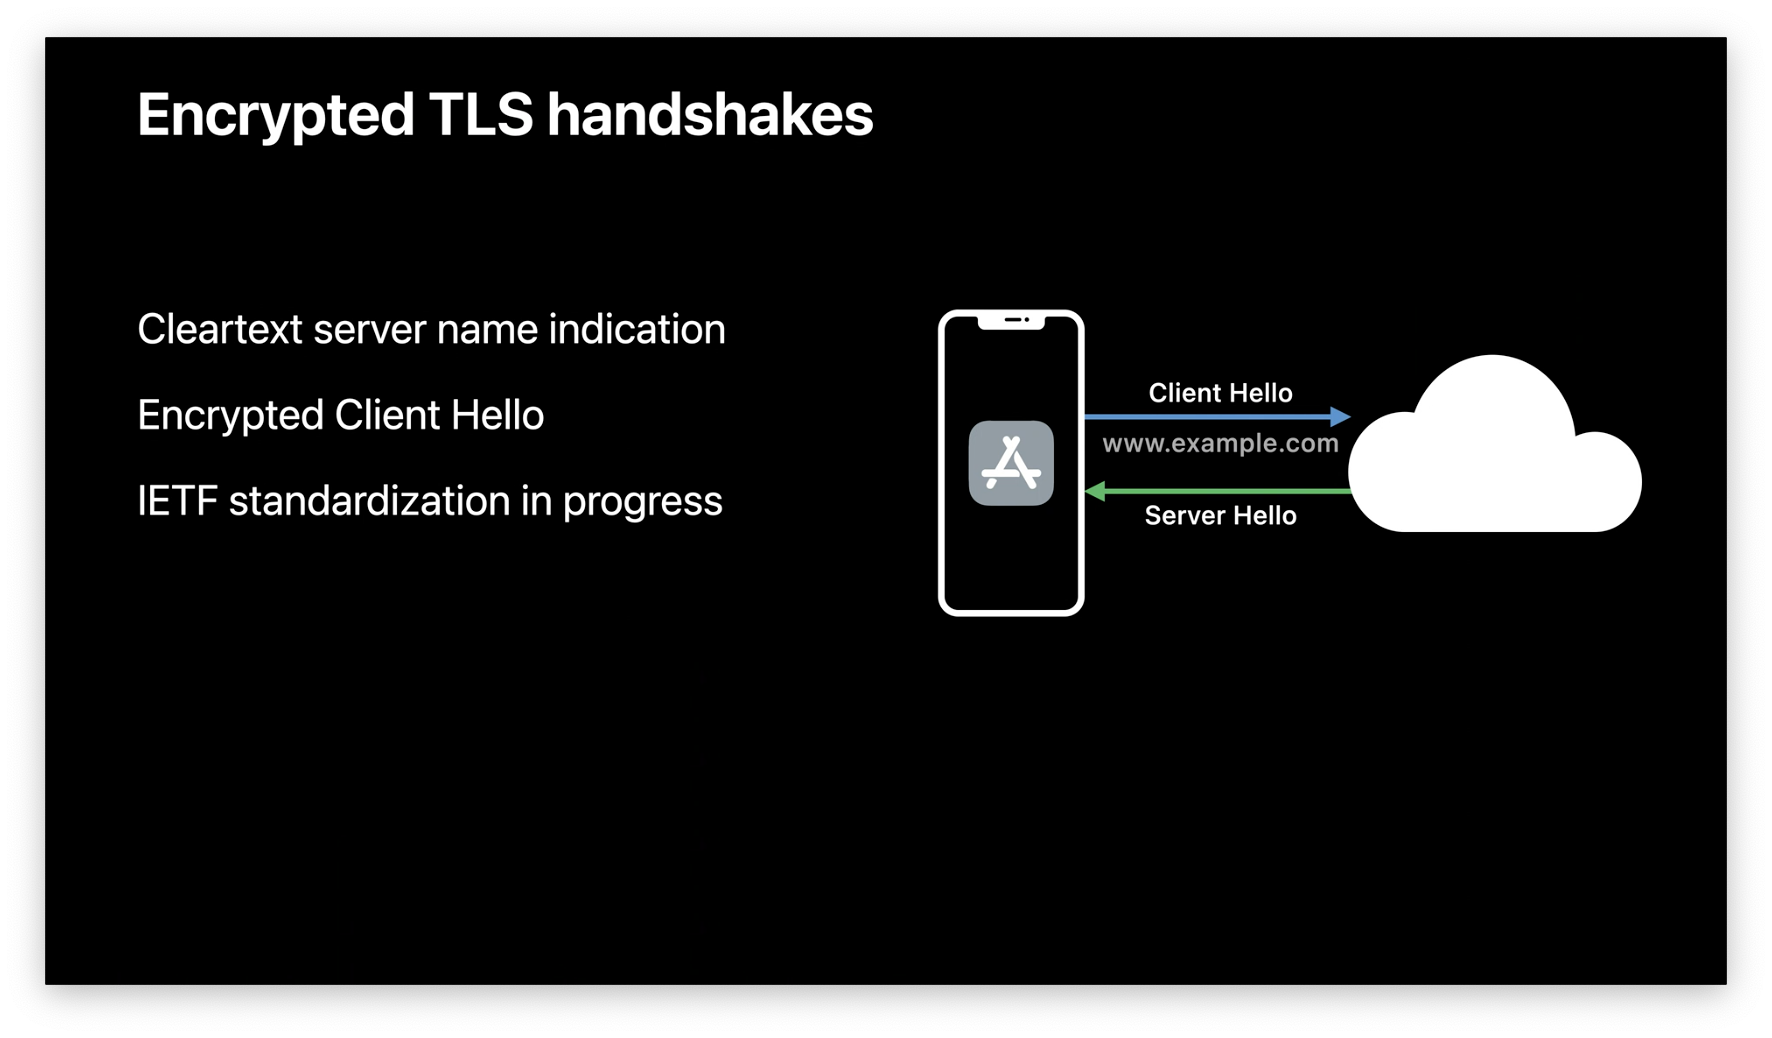 Encrypted TLS handshakes
Cleartext server name indication
Encrypted Client Hello
IETF standardization in progress
Client Hello
www.example.com
Server Hello